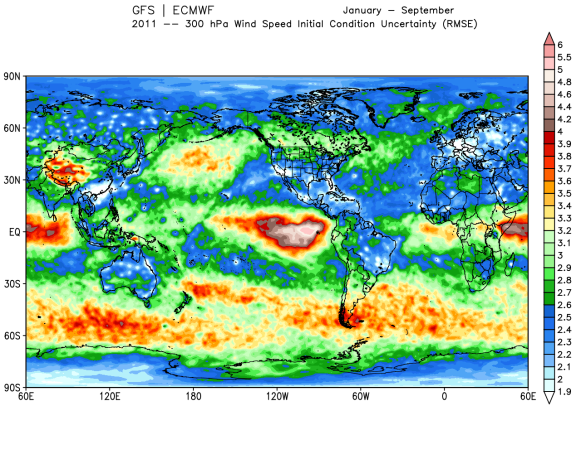 GFS | ECMWF January – September
2011 –– 300 hPa Wind Speed Initial Condition Uncertainty (RMSE)
90N
60N
30N
EQ
30S
60S
90S
60E 120E 180 120W 60W 0 60E
6
5.5
5
4.8
4.6
4.4
4.2
4
3.9
3.8
3.7
3.6
3.5
3.4
3.3
3.2
3.1
3
2.9
2.8
2.7
2.6
2.5
2.4
2.3
2.2
2.1
2
1.9